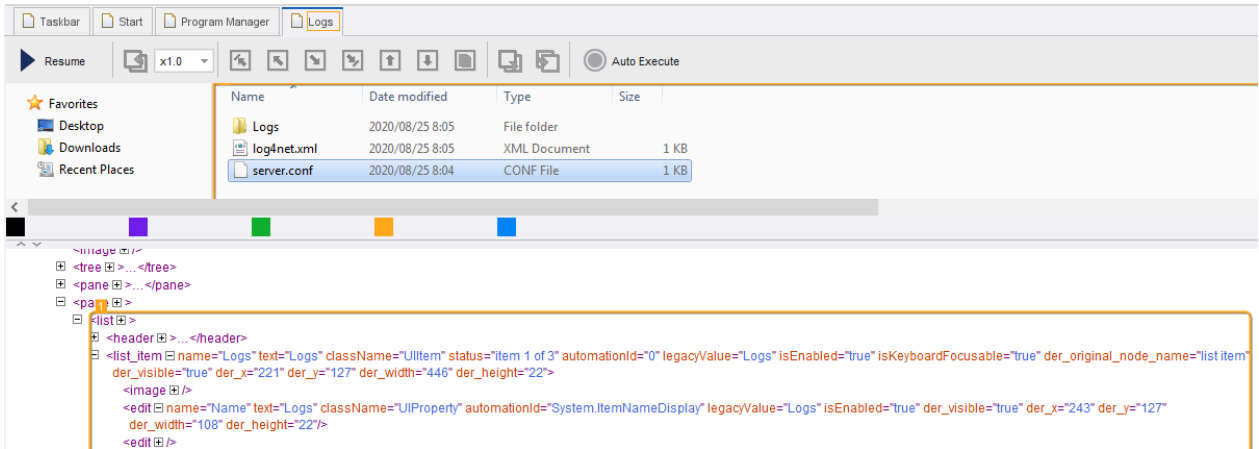 Taskbar Start Program Manager Logs
Resume x1.0 Auto Execute
Favorites
Desktop
Downloads
Recent Places
Name Date modified Type Size
Logs 2020/08/25 8:05 File folder
log4net.xml 2020/08/25 8:05 XML Document 1 KB
server.conf 2020/08/25 8:04 CONF File 1 KB
<image />
<tree >...</tree>
<pane >...</pane>
<pane >
1
<list >
<header >...</header>
<list_item name="Logs" text="Logs" className="UIItem" status="item 1 of 3" automationId="0" legacyValue="Logs" isEnabled="true" isKeyboardFocusable="true" der_original_node_name="list item"
der_visible="true" der_x="221" der_y="127" der_width="446" der_height="22">
<image />
<edit name="Name" text="Logs" className="UIProperty" automationId="System.ItemNameDisplay" legacyValue="Logs" isEnabled="true" der_visible="true" der_x="243" der_y="127"
der_width="108" der_height="22"/>
<edit />